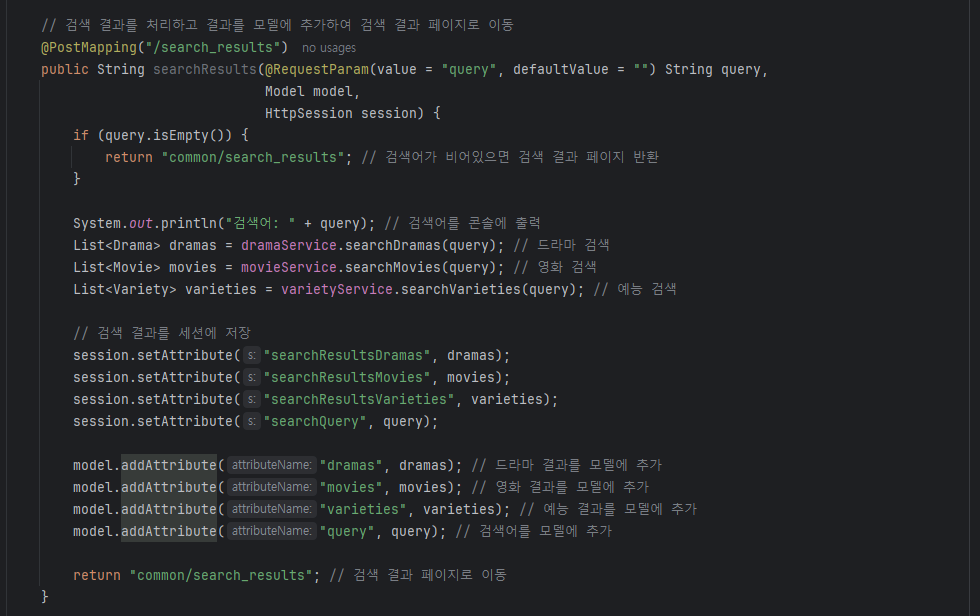 // 검색 결과를 처리하고 결과를 모델에 추가하여 검색 결과 페이지로 이동
@PostMapping("/search_results") no usages
public String searchResults(@RequestParam(value = "query", defaultValue = "") String query,
Model model,
HttpSession session) {
if (query.isEmpty()) {
return "common/search_results"; // 검색어가 비어있으면 검색 결과 페이지 반환
}
System.out.println("검색어: " + query); // 검색어를 콘솔에 출력
List<Drama> dramas = dramaService.searchDramas(query); // 드라마 검색
List<Movie> movies = movieService.searchMovies(query); // 영화 검색
List<Variety> varieties = varietyService.searchVarieties(query); // 예능 검색
// 검색 결과를 세션에 저장
session.setAttribute( s: "searchResultsDramas", dramas);
session.setAttribute( s: "searchResultsMovies", movies);
session.setAttribute( s: "searchResultsVarieties", varieties);
session.setAttribute( s: "searchQuery", query);
model.addAttribute( attributeName: "dramas", dramas); // 드라마 결과를 모델에 추가
model.addAttribute( attributeName: "movies", movies); // 영화 결과를 모델에 추가
model.addAttribute( attributeName: "varieties", varieties); // 예능 결과를 모델에 추가
model.addAttribute( attributeName: "query", query); // 검색어를 모델에 추가
return "common/search_results"; // 검색 결과 페이지로 이동
}